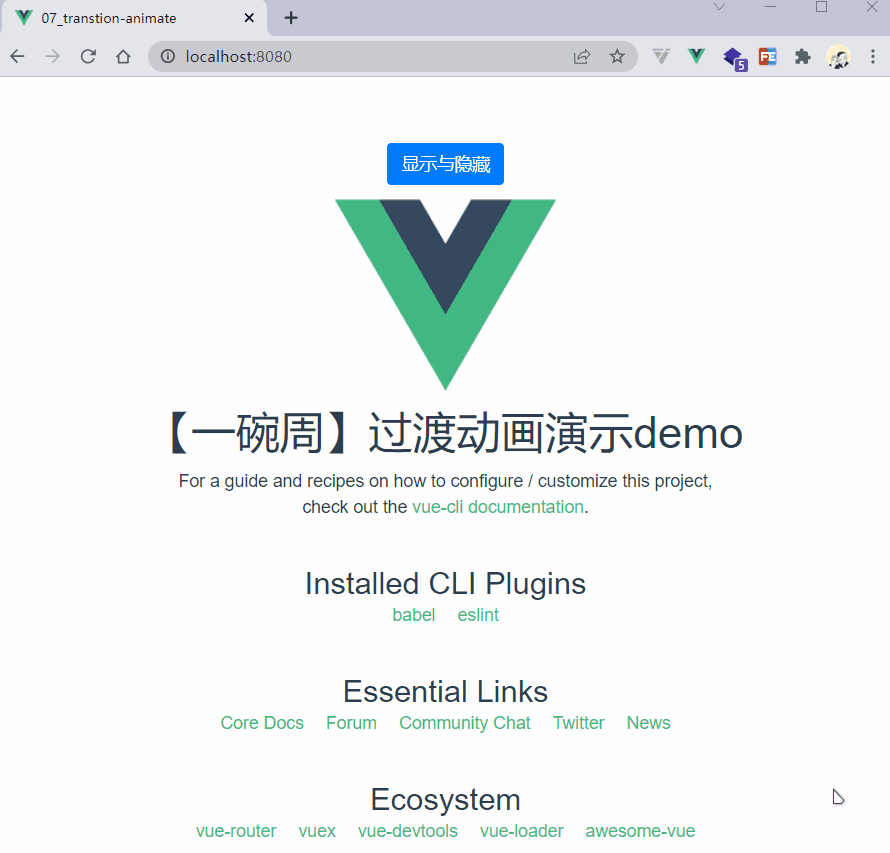 07_transtion-animate
localhost:8080
5
FE
显示与隐藏
【一碗周】过渡动画演示demo
For a guide and recipes on how to configure / customize this project,
check out the vue-cli documentation.
Installed CLI Plugins
babel eslint
Essential Links
Core Docs Forum Community Chat Twitter News
Ecosystem
vue-router vuex vue-devtools vue-loader awesome-vue